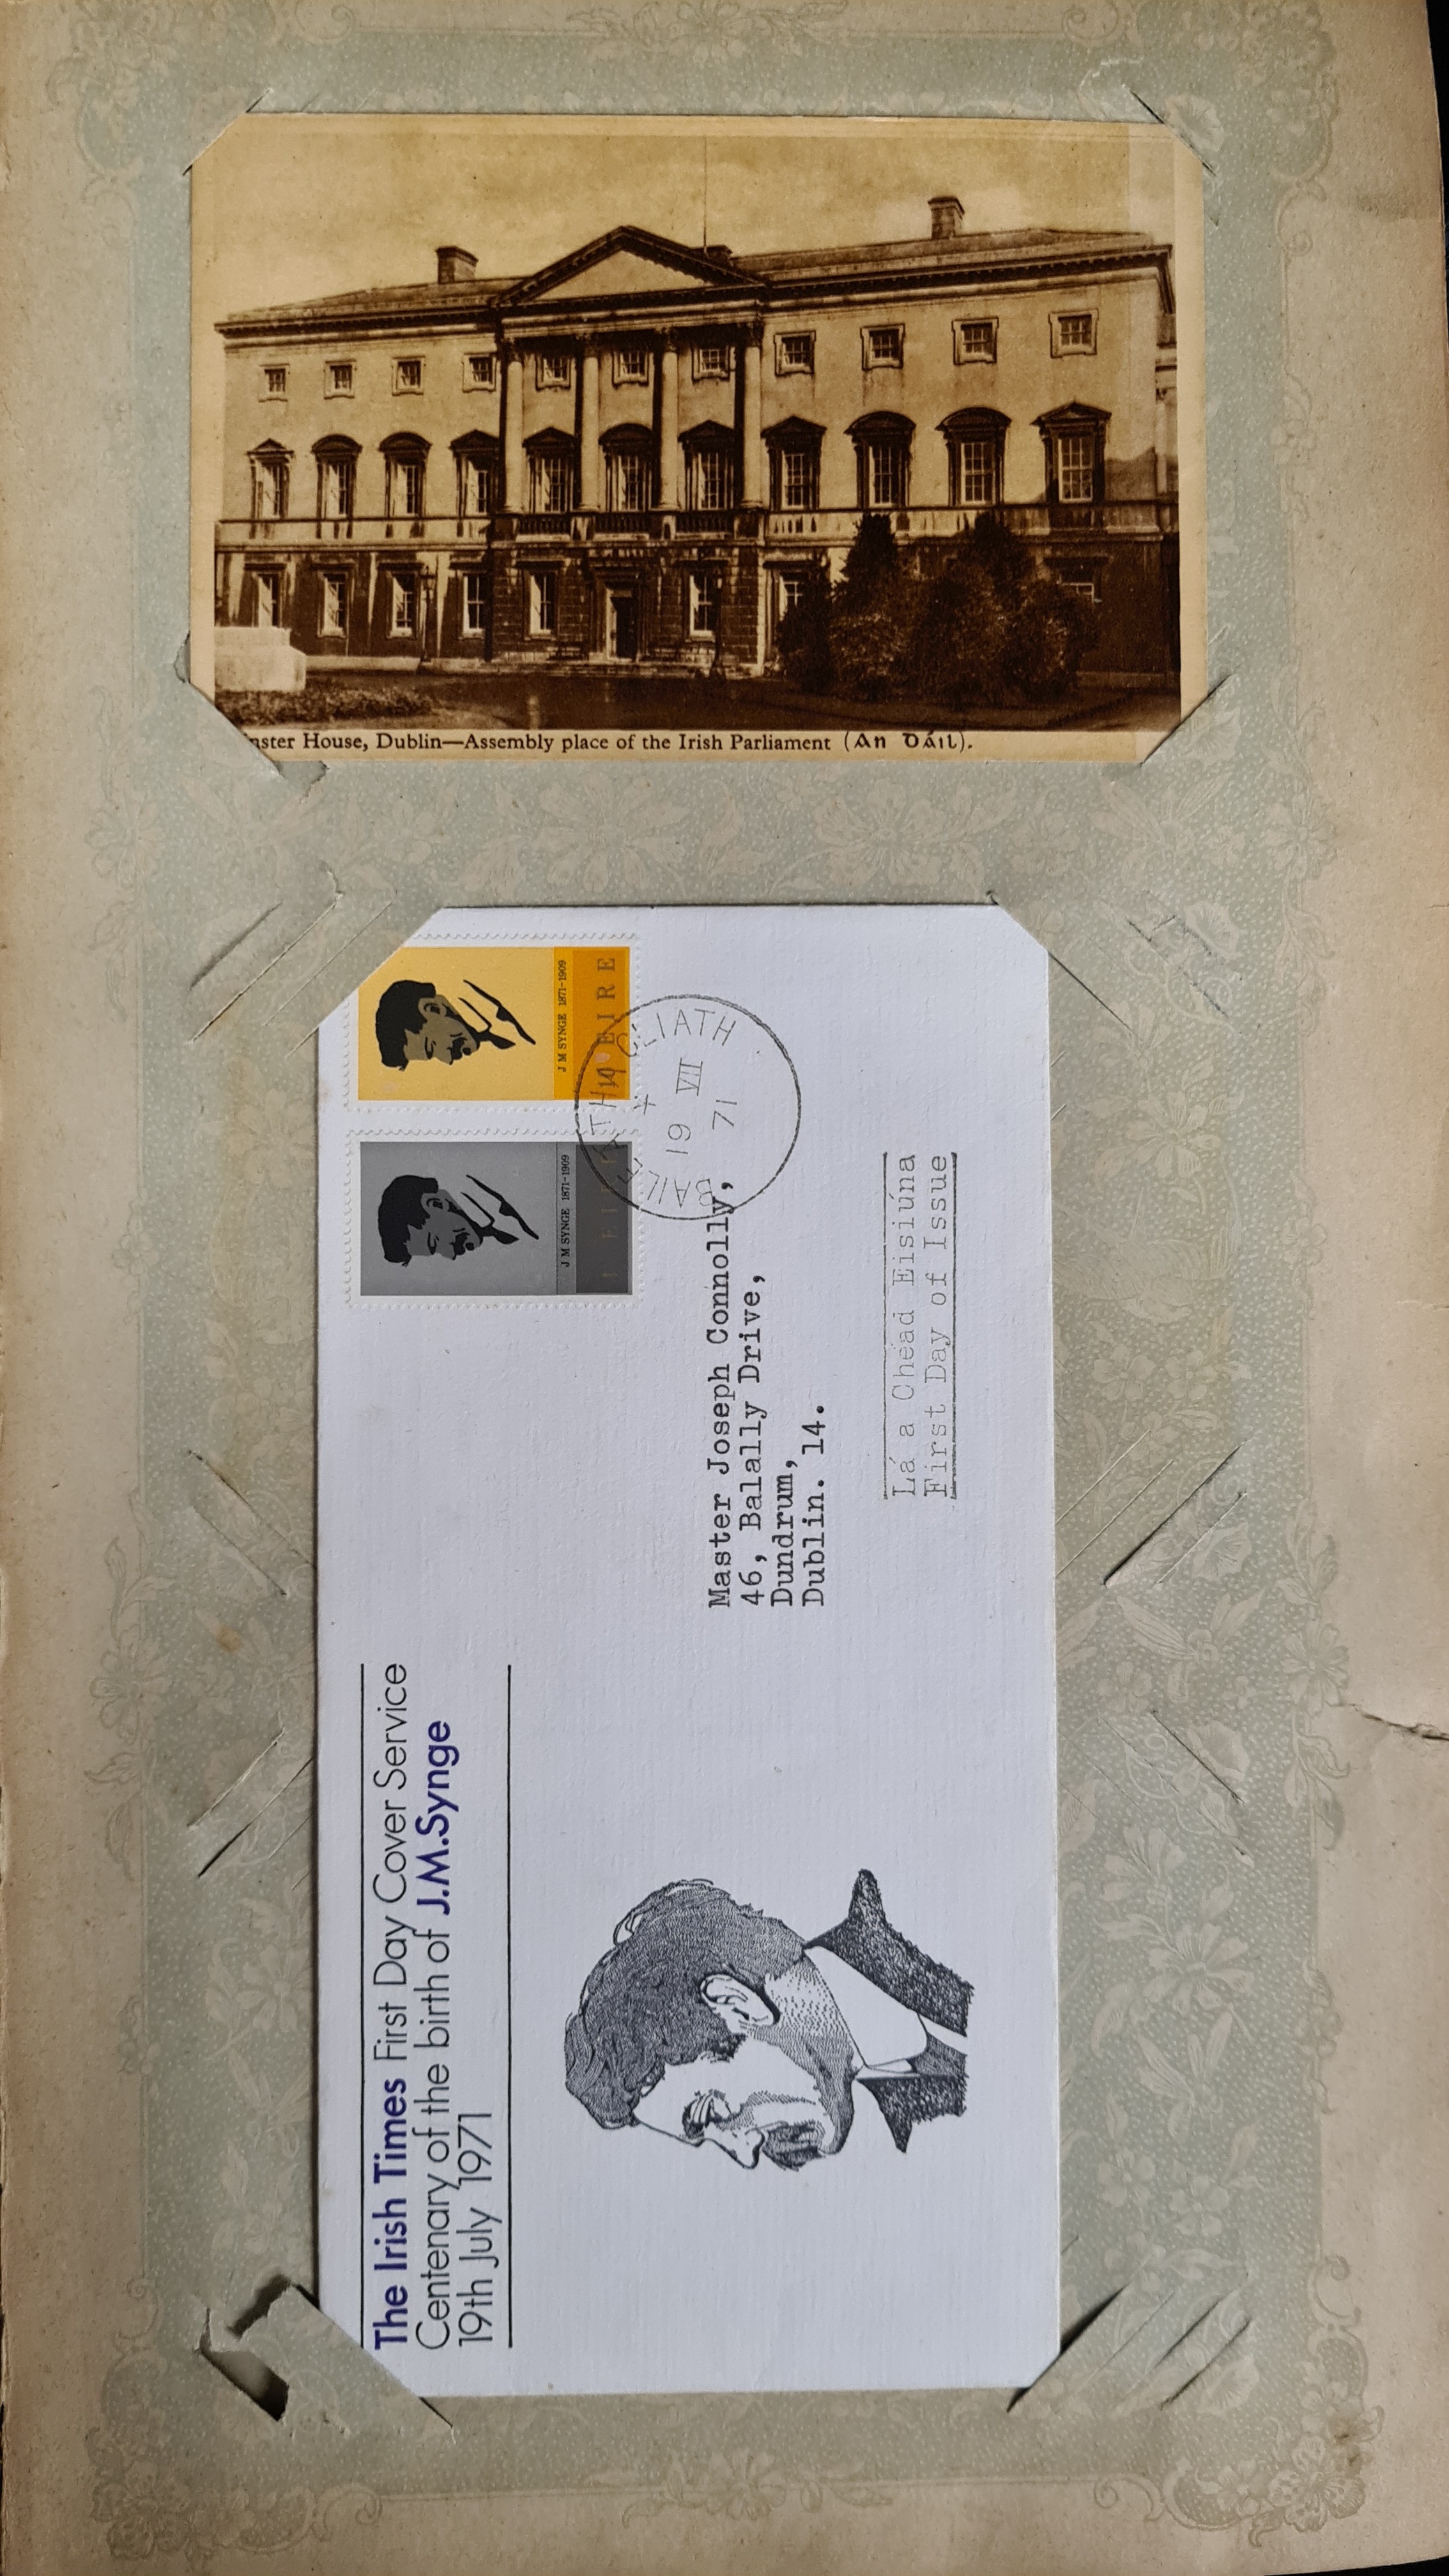 nster House, Dublin—Assembly place of the Irish Parliament (An Dáil).
The Irish Times First Day Cover Service
Centenary of the birth of J.M.Synge
19th July 1971
J M SYNGE 1871-1909
J M SYNGE 1871-1909
10 EIRE
BAILE ÁTHA CLIATH
19 VII
71
Master Joseph Connolly,
46, Balally Drive,
Dundrum,
Dublin. 14.
Lá a Chéad Eisiúna
First Day of Issue